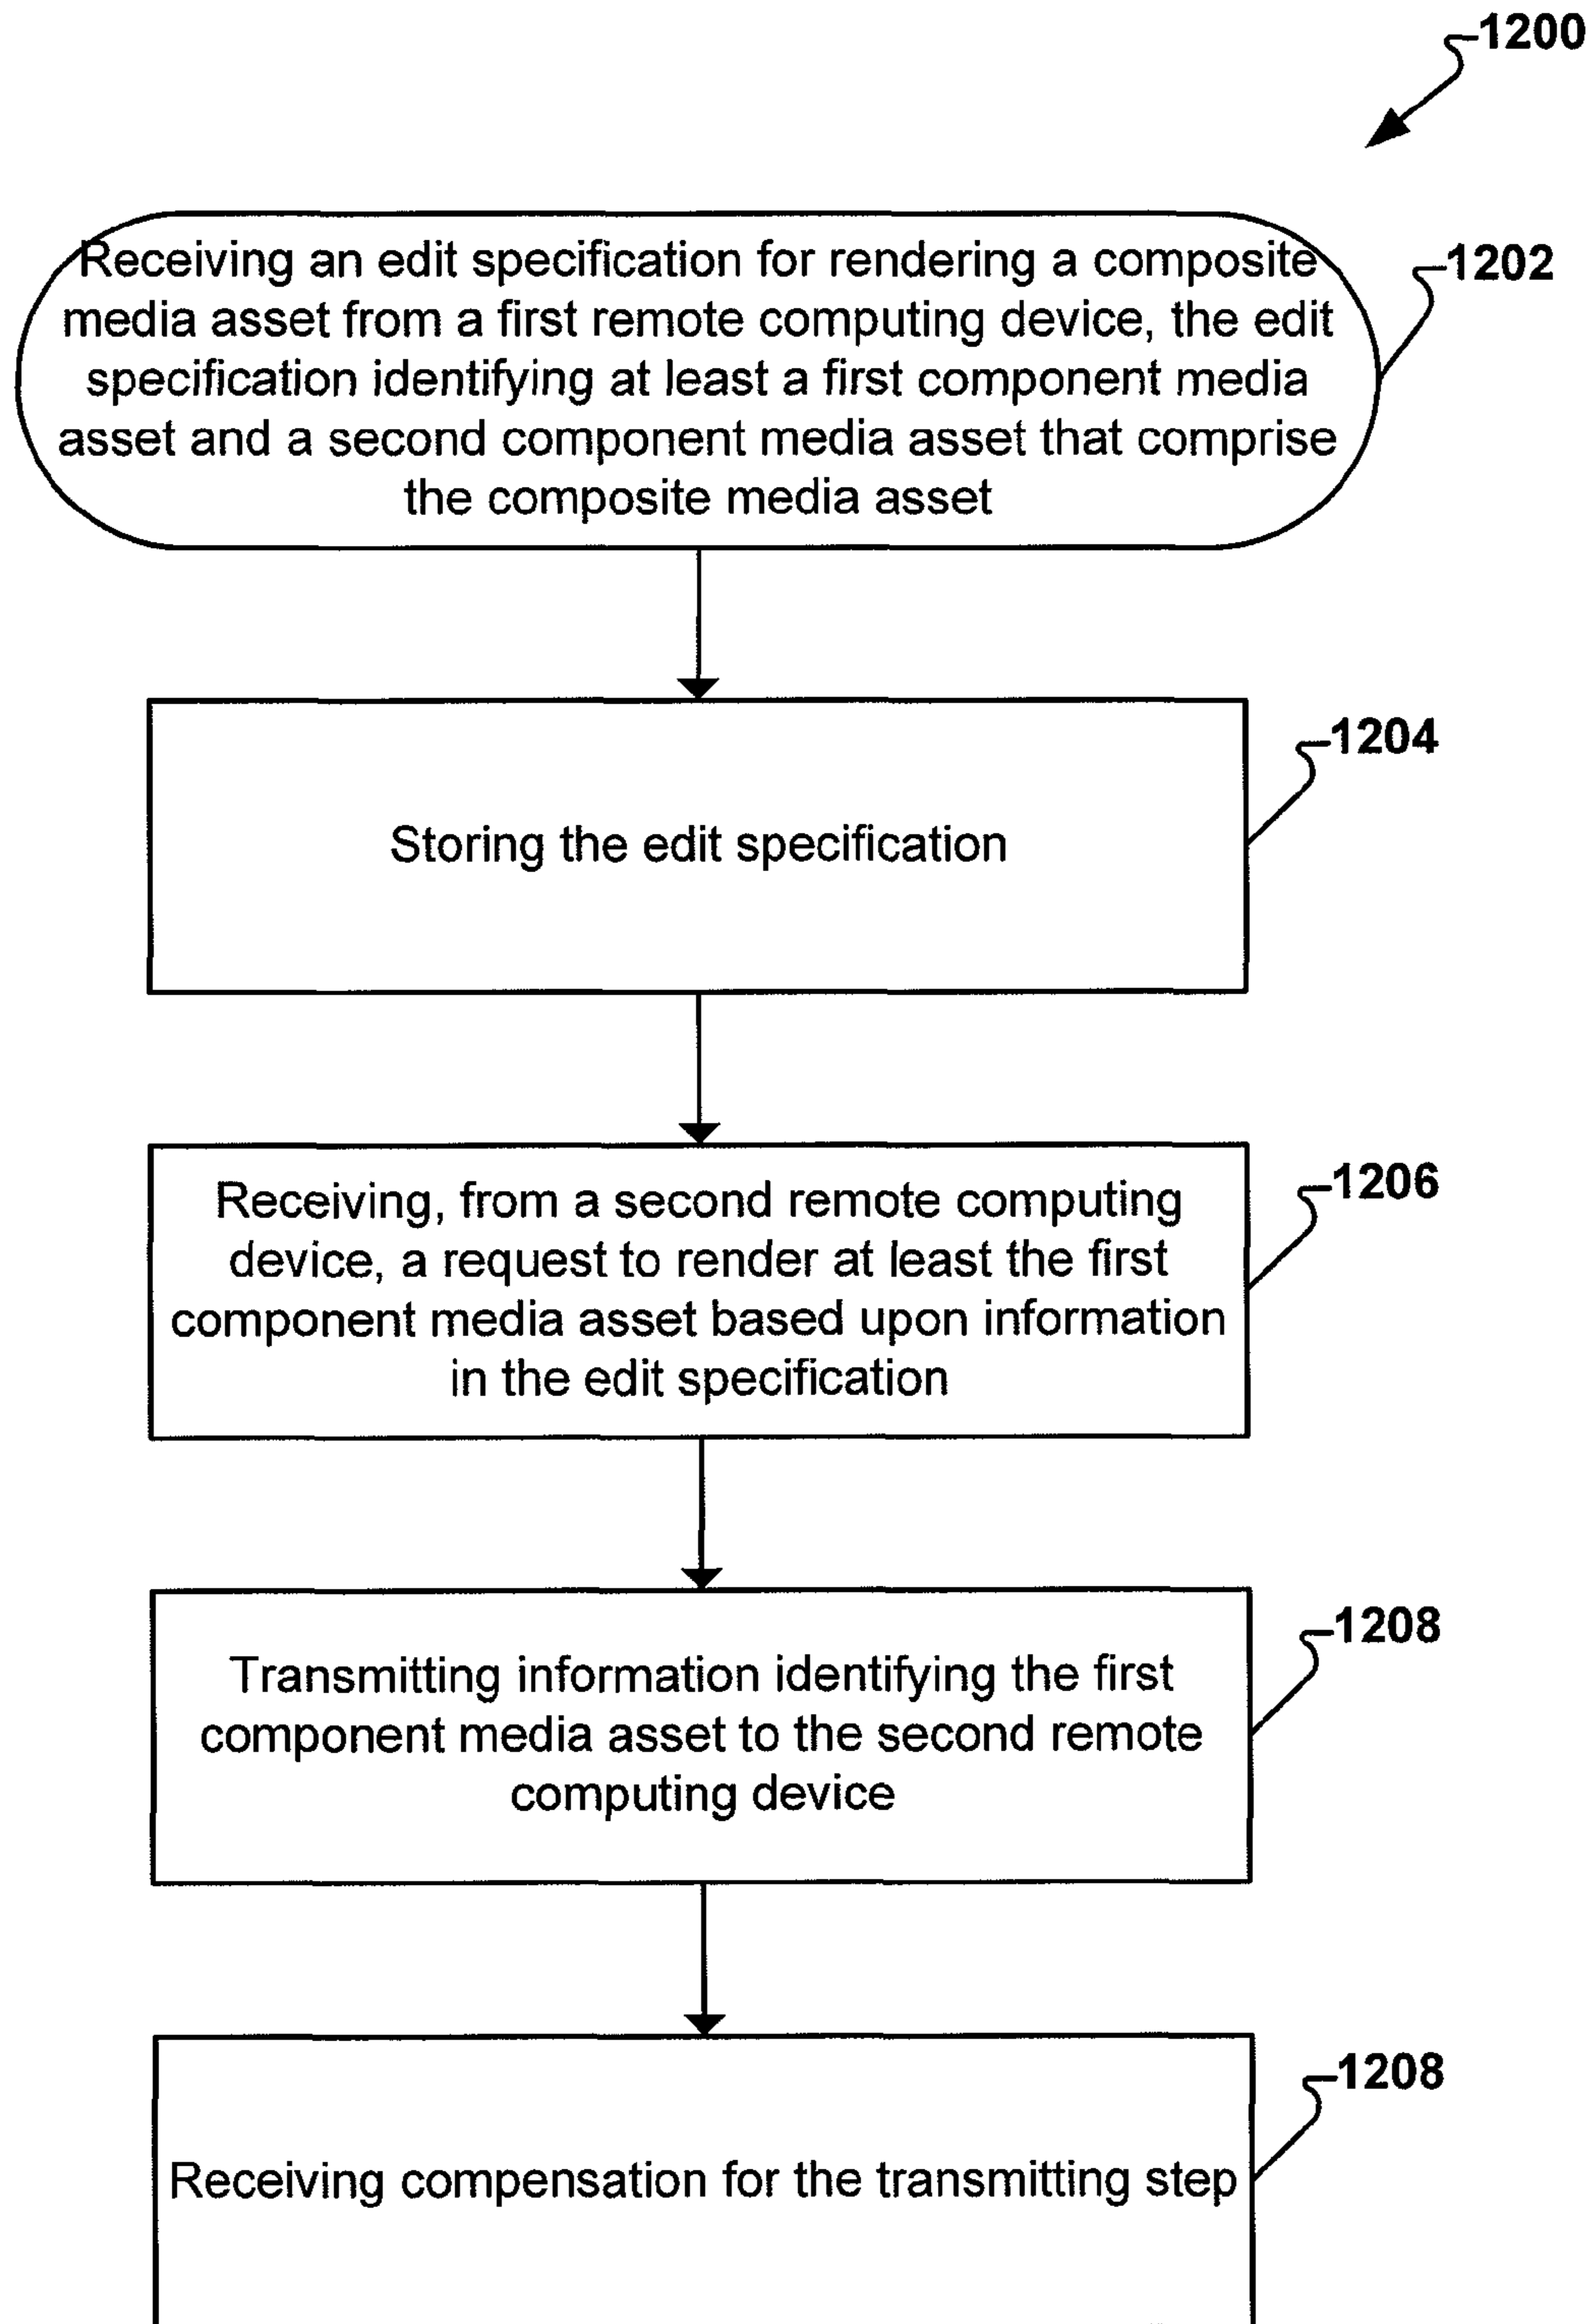 1200
Receiving an edit specification for rendering a composite
media asset from a first remote computing device, the edit
specification identifying at least a first component media
asset and a second component media asset that comprise
the composite media asset
1202
Storing the edit specification
1204
Receiving, from a second remote computing
device, a request to render at least the first
component media asset based upon information
in the edit specification
1206
Transmitting information identifying the first
component media asset to the second remote
computing device
1208
Receiving compensation for the transmitting step
1208